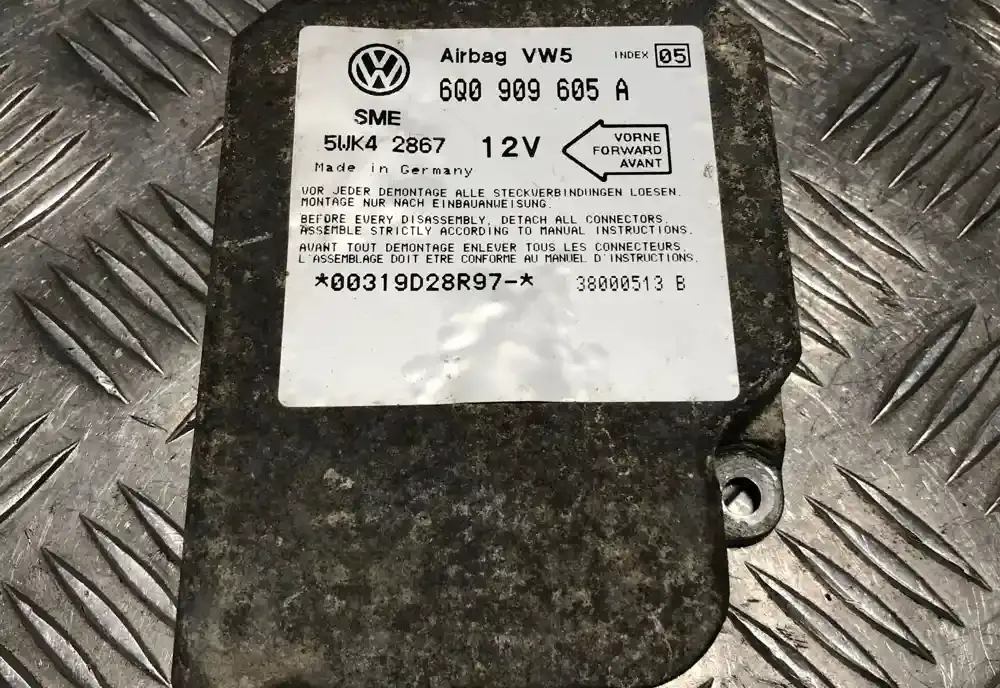 Airbag VW5 INDEX 05
6Q0 909 605 A
SME
5WK4 2867 12V
VORNE
FORWARD
AVANT
Made in Germany
VOR JEDER DEMONTAGE ALLE STECKVERBINDUNGEN LOESEN.
MONTAGE NUR NACH EINBAUANWEISUNG.
BEFORE EVERY DISASSEMBLY, DETACH ALL CONNECTORS.
ASSEMBLE STRICTLY ACCORDING TO MANUAL INSTRUCTIONS.
AVANT TOUT DEMONTAGE ENLEVER TOUS LES CONNECTEURS.
L'ASSEMBLAGE DOIT ETRE CONFORME AU MANUEL D'INSTRUCTIONS.
*00319D28R97-* 38000513 B